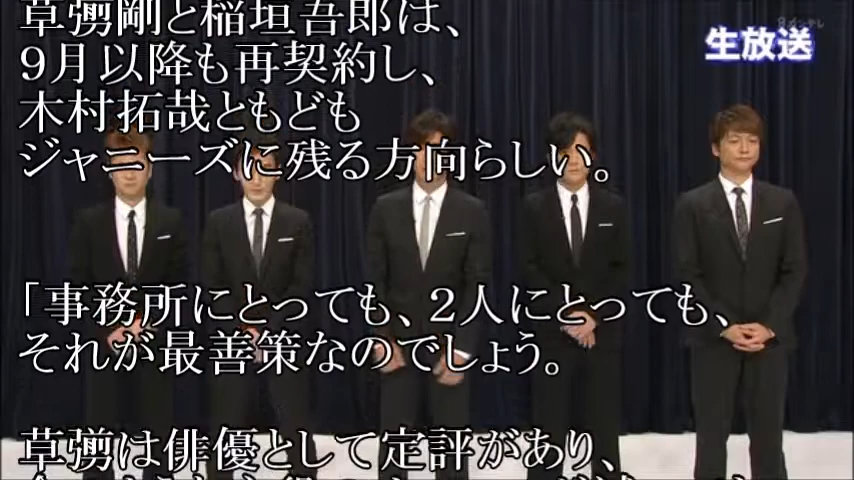 草彅剛と稲垣吾郎は、
生放送
9月以降も再契約し、
木村拓哉ともども
ジャニーズに残る方向らしい。
「事務所にとっても、2人にとっても、
それが最善策なのでしょう。
草彅は俳優として定評があり、